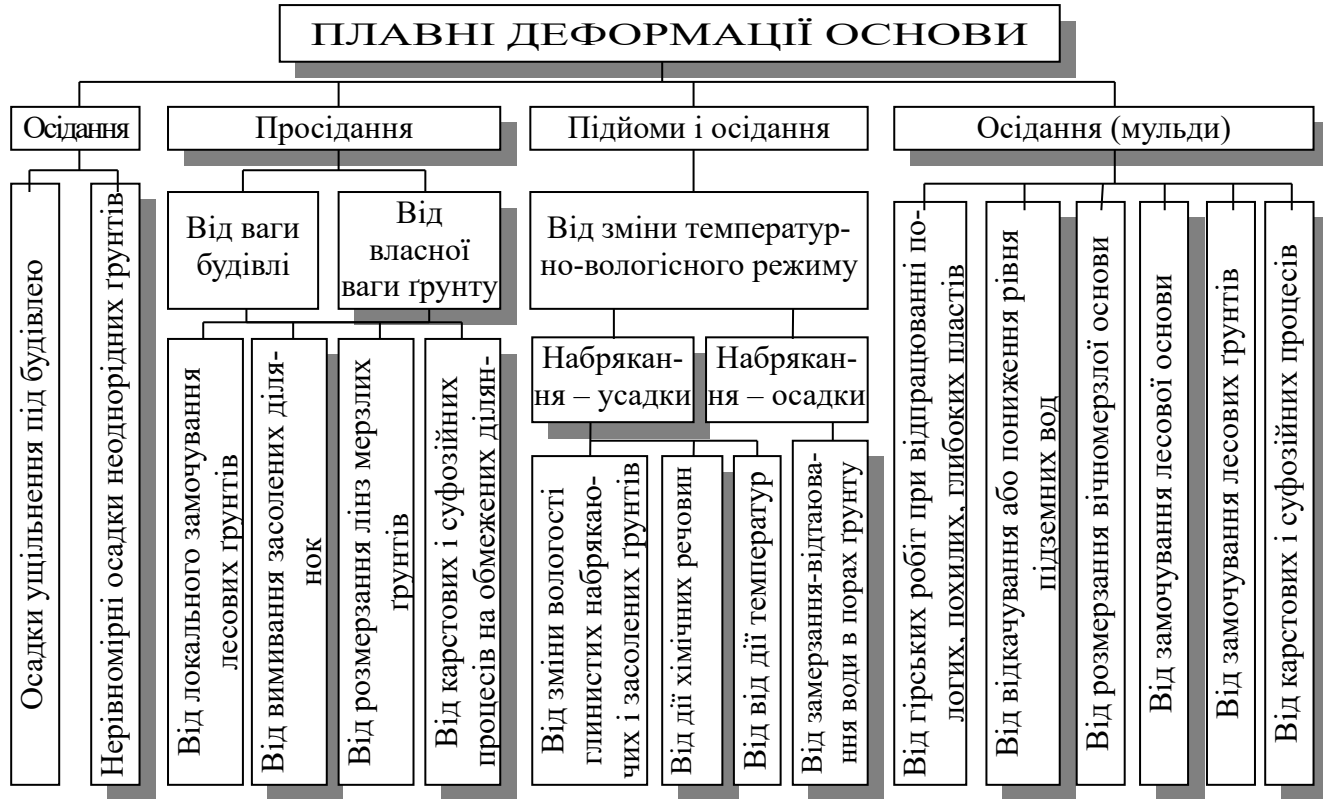 ПЛАВНІ ДЕФОРМАЦІЇ ОСНОВИ
Осідання
Просідання
Підйоми і осідання
Осідання (мульди)
Осадки ущільнення під будівлею
Нерівномірні осадки неоднорідних ґрунтів
Від ваги
будівлі
Від
власної
ваги ґрунту
Від зміни температур-
но-вологісного режиму
Від локального замочування
лесових ґрунтів
Від вимивання засолених діля-
нок
Від розмерзання лінз мерзлих
ґрунтів
Від карстових і суфозійних
процесів на обмежених ділян-
Набрякан-
ня – усадки
Набрякан-
ня – осадки
Від зміни вологості
глинистих набрякаю-
чих і засолених ґрунтів
Від дії хімічних речовин
Від від дії температур
Від замерзання-відтаюва-
ння води в порах ґрунту
Від гірських робіт при відпрацюванні по-
логих, похилих, глибоких пластів
Від відкачування або пониження рівня
підземних вод
Від розмерзання вічномерзлої основи
Від замочування лесової основи
Від замочування лесових ґрунтів
Від карстових і суфозійних процесів